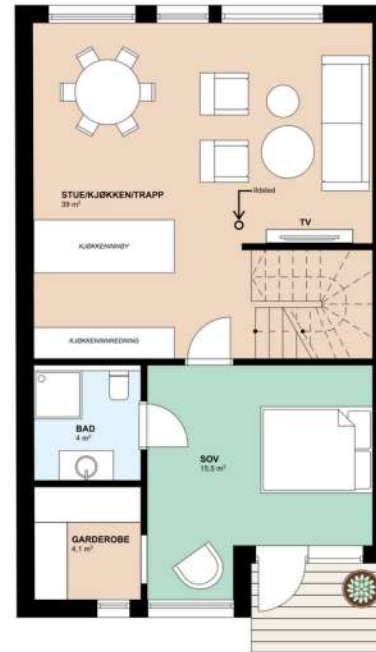 STUE/KJØKKEN/TRAPP
39 m²
Ildsted
TV
KJØKKENINNØY
KJØKKENINNREDNING
BAD
4 m²
SOV
15,5 m²
GARDEROBE
4,1 m²